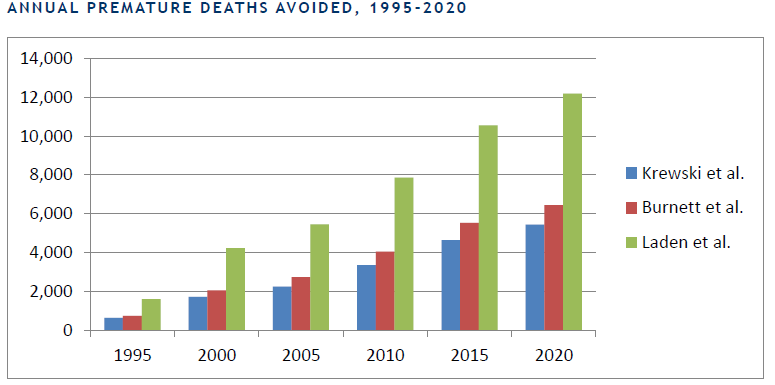 ANNUAL PREMATURE DEATHS AVOIDED, 1995-2020
14,000
12,000
10,000
8,000
6,000
4,000
2,000
0
1995 2000 2005 2010 2015 2020
Krewski et al.
Burnett et al.
Laden et al.